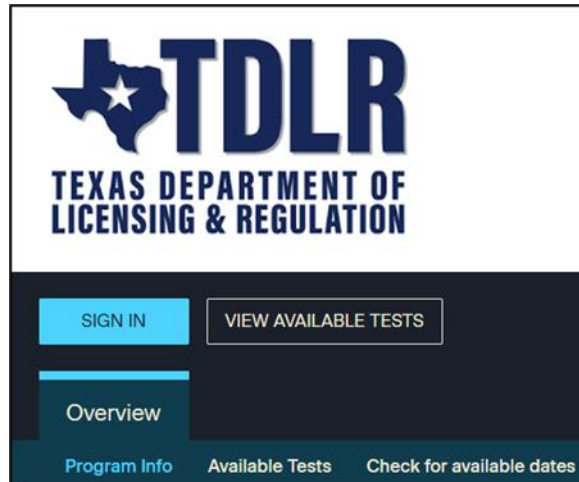 TDLR
TEXAS DEPARTMENT OF
LICENSING & REGULATION
SIGN IN
VIEW AVAILABLE TESTS
Overview
Program Info
Available Tests
Check for available dates